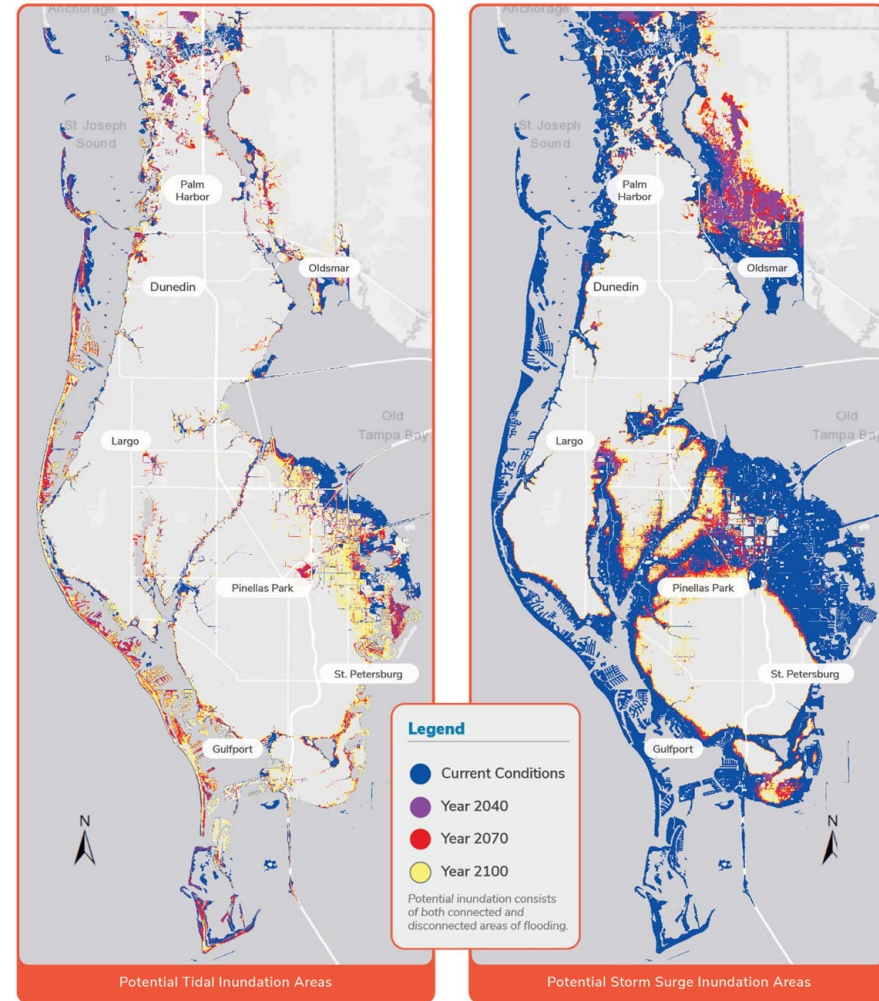 Anchorage
St Joseph
Sound
Palm
Harbor
Oldsmar
Dunedin
Largo
Pinellas Park
St. Petersburg
Gulfport
N
Potential Tidal Inundation Areas
Anchorage
St Joseph
Sound
Palm
Harbor
Oldsmar
Dunedin
Old
Tampa Bay
Largo
Pinellas Park
St. Petersburg
Gulfport
N
Potential Storm Surge Inundation Areas
Legend
Current Conditions
Year 2040
Year 2070
Year 2100
Potential inundation consists
of both connected and
disconnected areas of flooding.